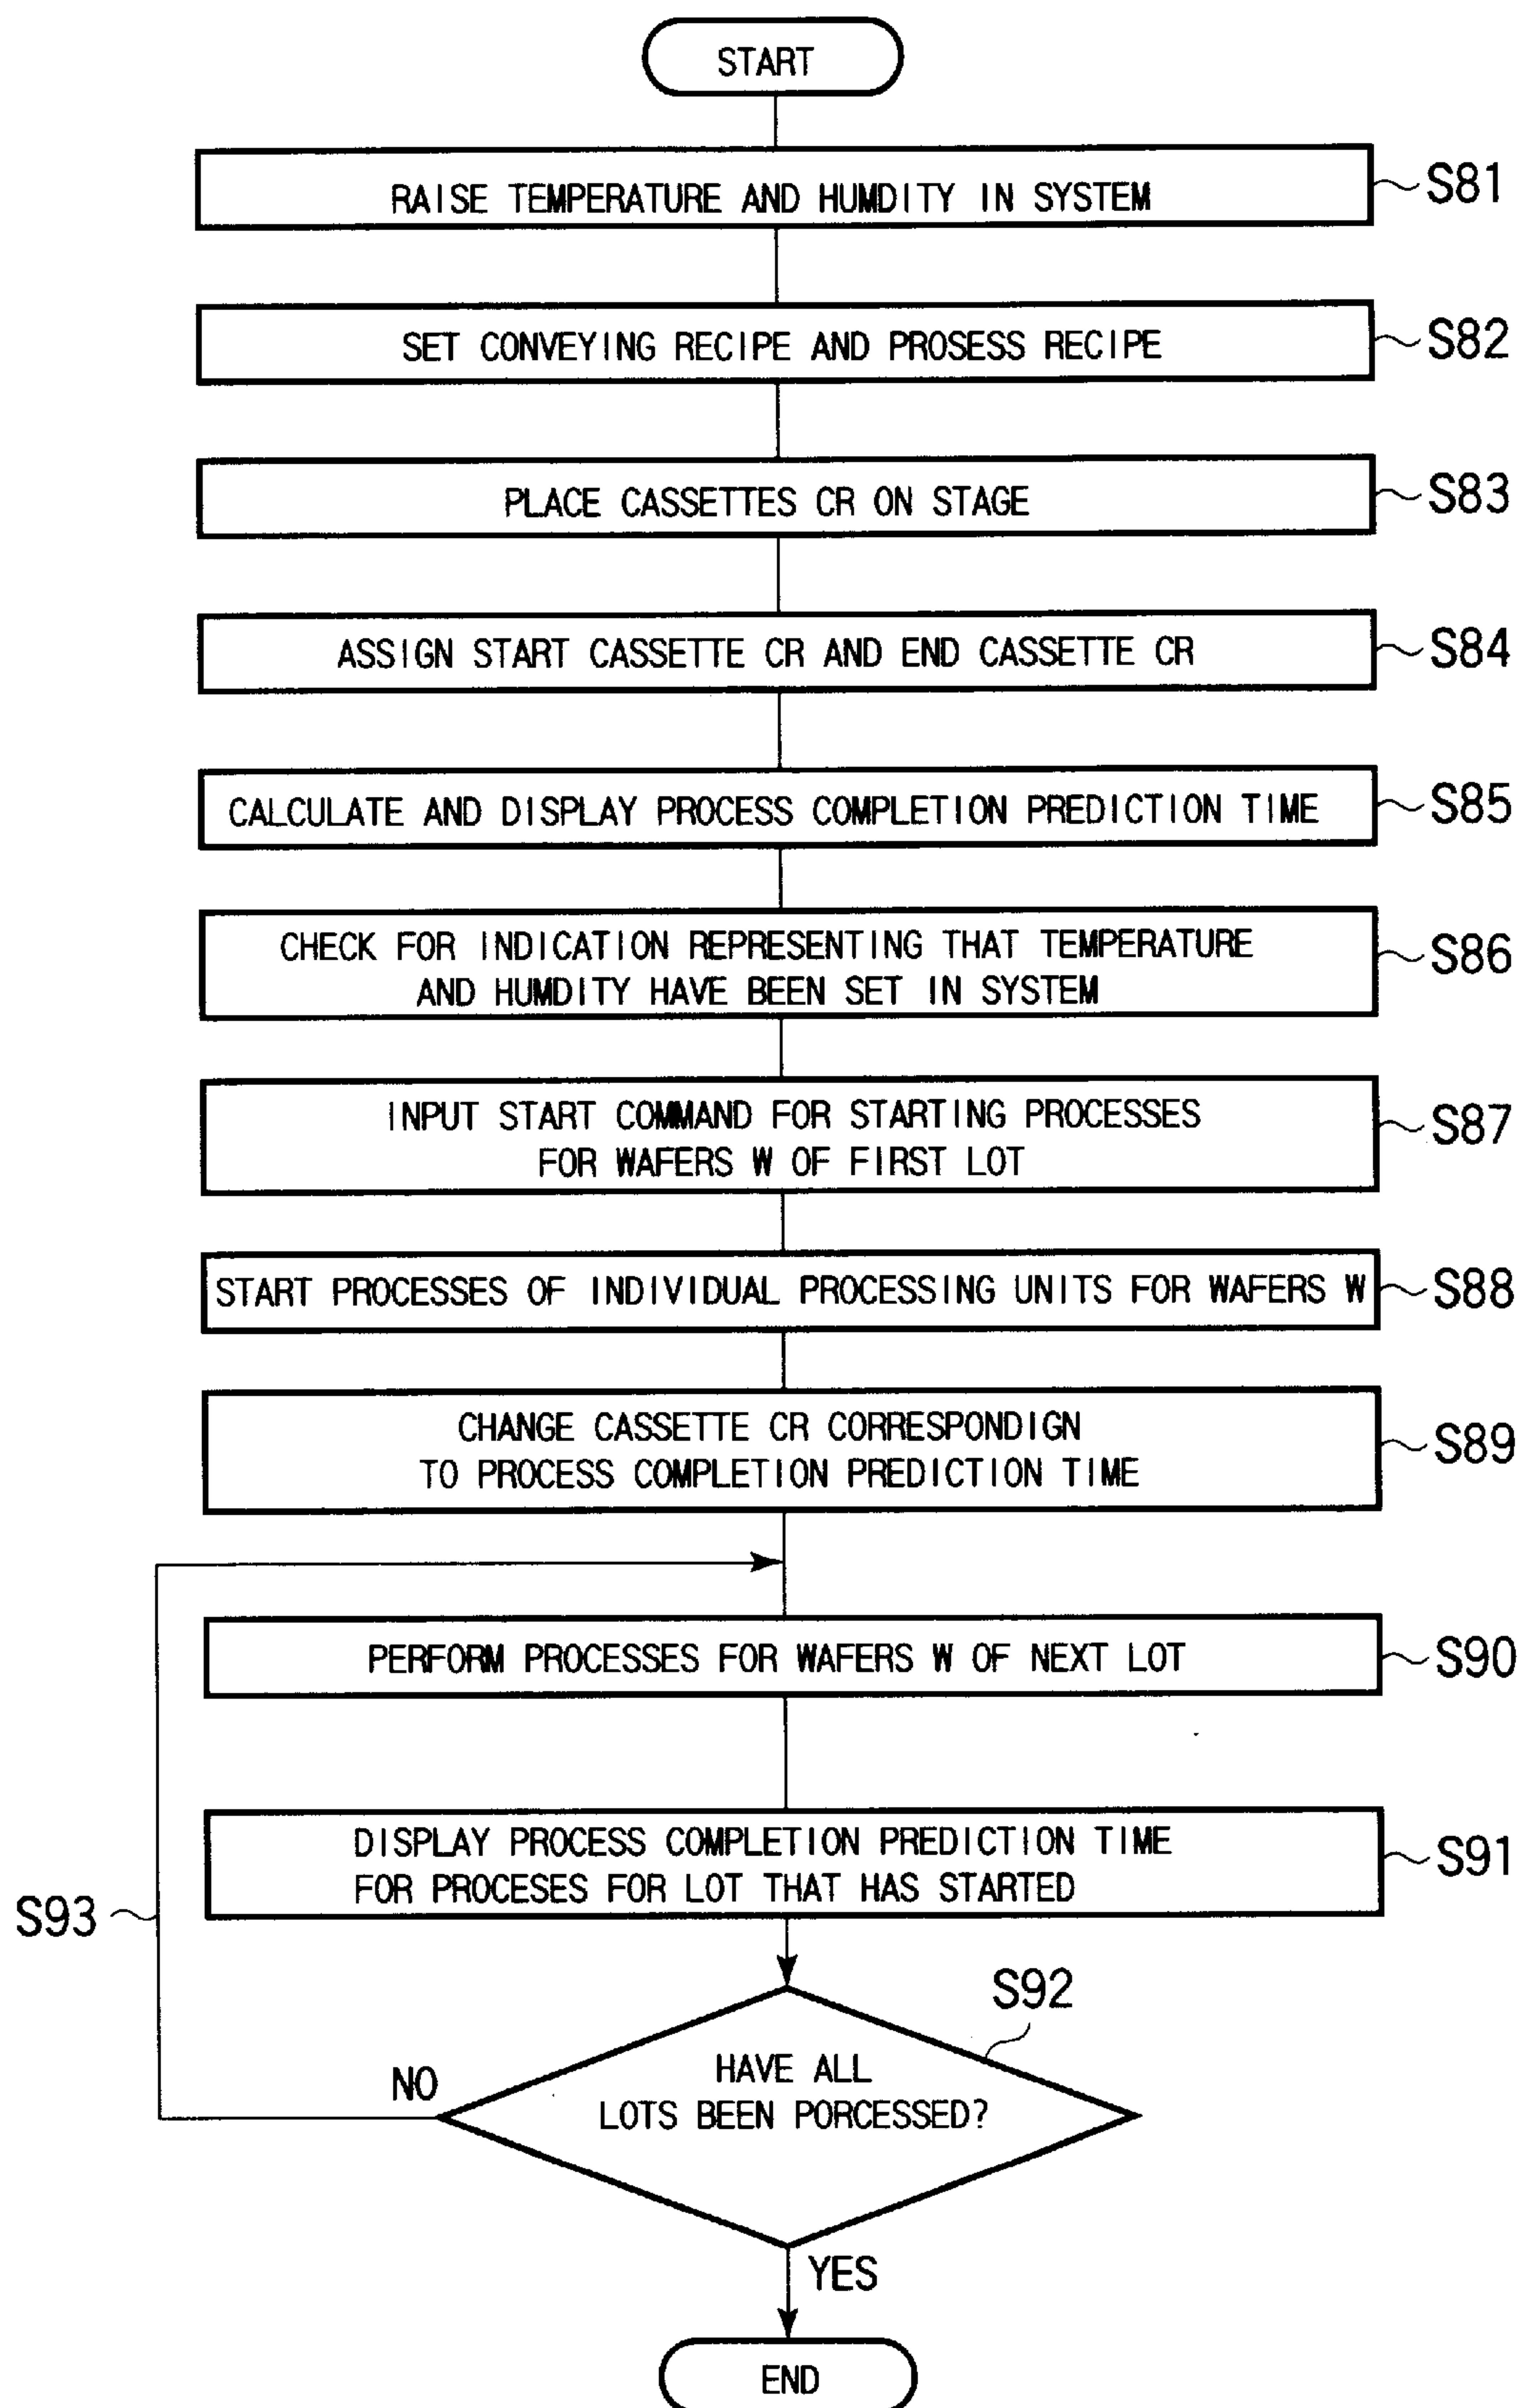 START
RAISE TEMPERATURE AND HUMDITY IN SYSTEM
S81
SET CONVEYING RECIPE AND PROSESS RECIPE
S82
PLACE CASSETTES CR ON STAGE
S83
ASSIGN START CASSETTE CR AND END CASSETTE CR
S84
CALCULATE AND DISPLAY PROCESS COMPLETION PREDICTION TIME
S85
CHECK FOR INDICATION REPRESENTING THAT TEMPERATURE
AND HUMDITY HAVE BEEN SET IN SYSTEM
S86
INPUT START COMMAND FOR STARTING PROCESSES
FOR WAFERS W OF FIRST LOT
S87
START PROCESSES OF INDIVIDUAL PROCESSING UNITS FOR WAFERS W
S88
CHANGE CASSETTE CR CORRESPONDIGN
TO PROCESS COMPLETION PREDICTION TIME
S89
PERFORM PROCESSES FOR WAFERS W OF NEXT LOT
S90
DISPLAY PROCESS COMPLETION PREDICTION TIME
FOR PROCESES FOR LOT THAT HAS STARTED
S91
S93
S92
HAVE ALL
LOTS BEEN PORCESSED?
NO
YES
END